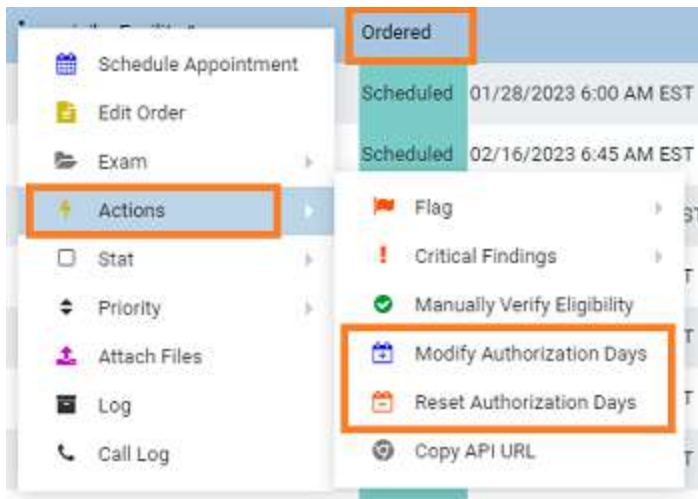 Ordered
Schedule Appointment
Edit Order
Exam
Actions
Stat
Priority
Attach Files
Log
Call Log
Scheduled 01/28/2023 6:00 AM EST
Scheduled 02/16/2023 6:45 AM EST
Flag
Critical Findings
Manually Verify Eligibility
Modify Authorization Days
Reset Authorization Days
Copy API URL